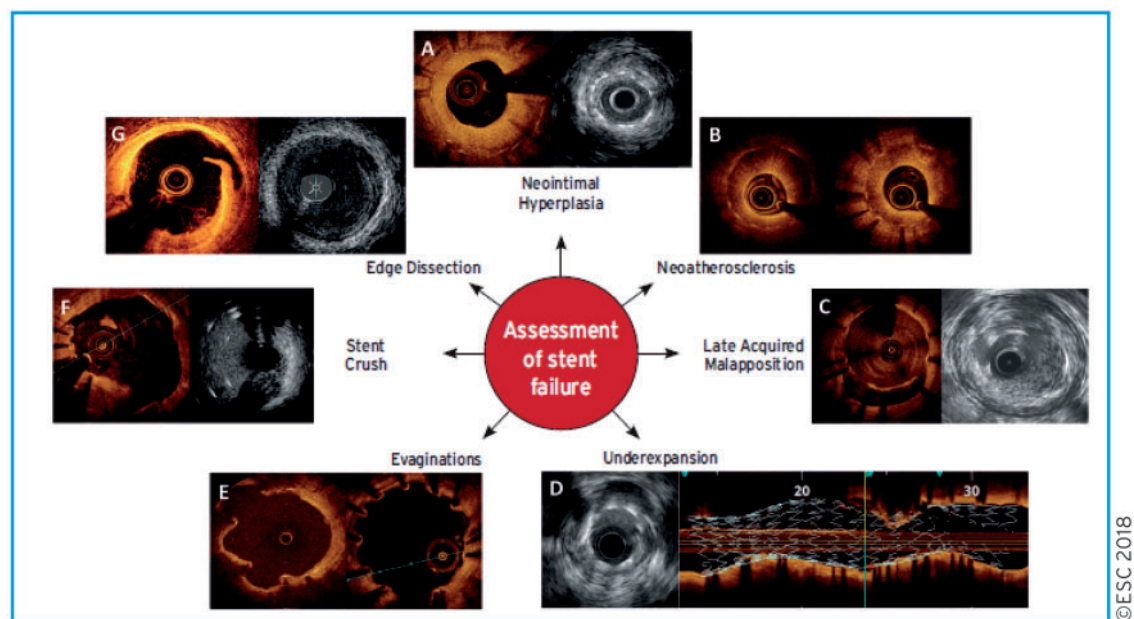 A
Neointimal
Hyperplasia
B
Neoatherosclerosis
C
Late Acquired
Malapposition
D
20
30
Underexpansion
E
Evaginations
F
Stent
Crush
G
Edge Dissection
Assessment
of stent
failure
©ESC 2018